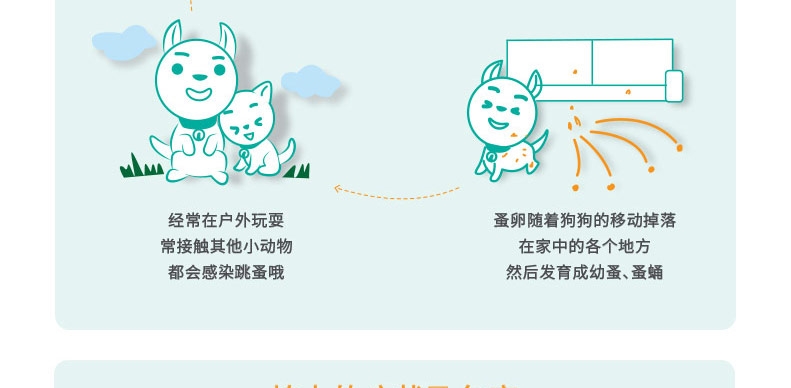 经常在户外玩耍
常接触其他小动物
都会感染跳蚤哦
蚤卵随着狗狗的移动掉落
在家中的各个地方
然后发育成幼蚤、蚤蛹